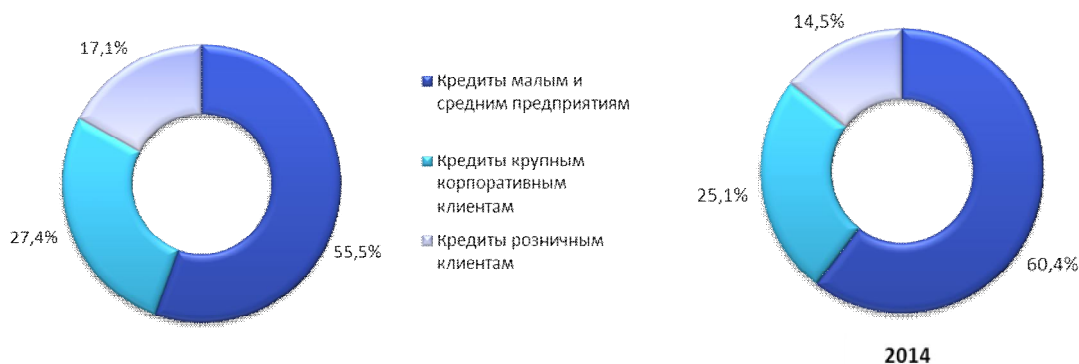 17,1%
27,4%
55,5%
Кредиты малым и
средним предприятиям
Кредиты крупным
корпоративным
клиентам
Кредиты розничным
клиентам
14,5%
25,1%
60,4%
2014